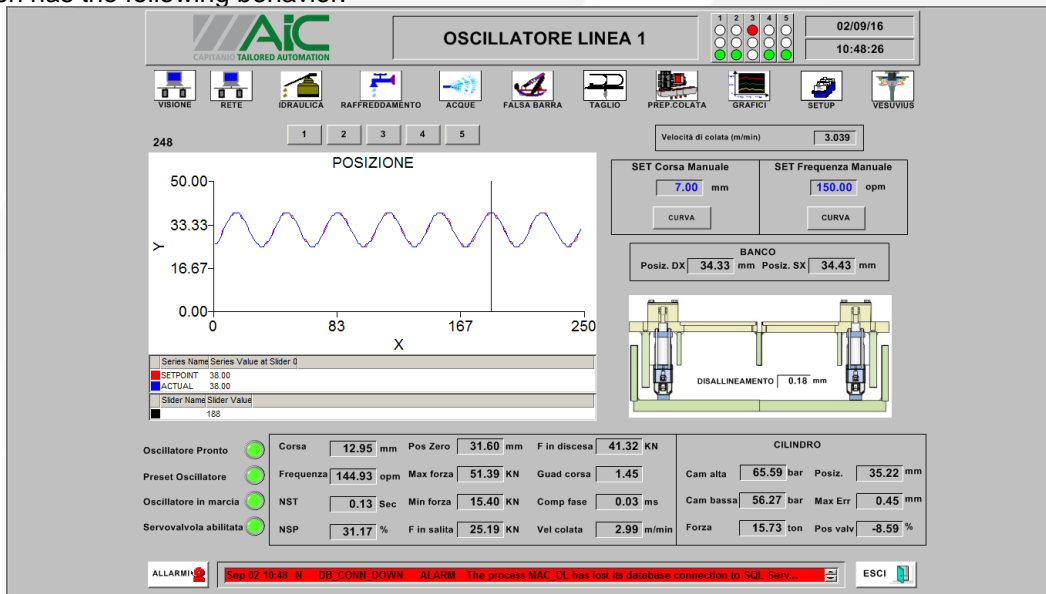 on has the following behavior.
AiC
CAPITANIO TAILORED AUTOMATION
OSCILLATORE LINEA 1
1 2 3 4 5
02/09/16
10:48:26
VISIONE RETE IDRAULICA RAFFREDDAMENTO ACQUE FALSA BARRA TAGLIO PREP.COLATA GRAFICI SETUP VESUVIUS
248
1 2 3 4 5
Velocità di colata (m/min) 3.039
POSIZIONE
50.00
33.33
16.67
0.00
Y
0 83 167 250
X
Series Name Series Value at Slider 0
SETPOINT 38.00
ACTUAL 38.00
Slider Name Slider Value
188
SET Corsa Manuale
7.00 mm
CURVA
SET Frequenza Manuale
150.00 opm
CURVA
BANCO
Posiz. DX 34.33 mm Posiz. SX 34.43 mm
DISALLINEAMENTO 0.18 mm
Oscillatore Pronto
Preset Oscillatore
Oscillatore in marcia
Servovalvola abilitata
Corsa 12.95 mm Pos Zero 31.60 mm F in discesa 41.32 KN
Frequenza 144.93 opm Max forza 51.39 KN Guad corsa 1.45
NST 0.13 Sec Min forza 15.40 KN Comp fase 0.03 ms
NSP 31.17 % F in salita 25.19 KN Vel colata 2.99 m/min
CILINDRO
Cam alta 65.59 bar Posiz. 35.22 mm
Cam bassa 56.27 bar Max Err 0.45 mm
Forza 15.73 ton Pos valv -8.59 %
ALLARMI
Sep 02 10:48 N DB_CONN_DOWN ALARM The process MAC_DL has lost its database connection to SQL Serv...
ESCI